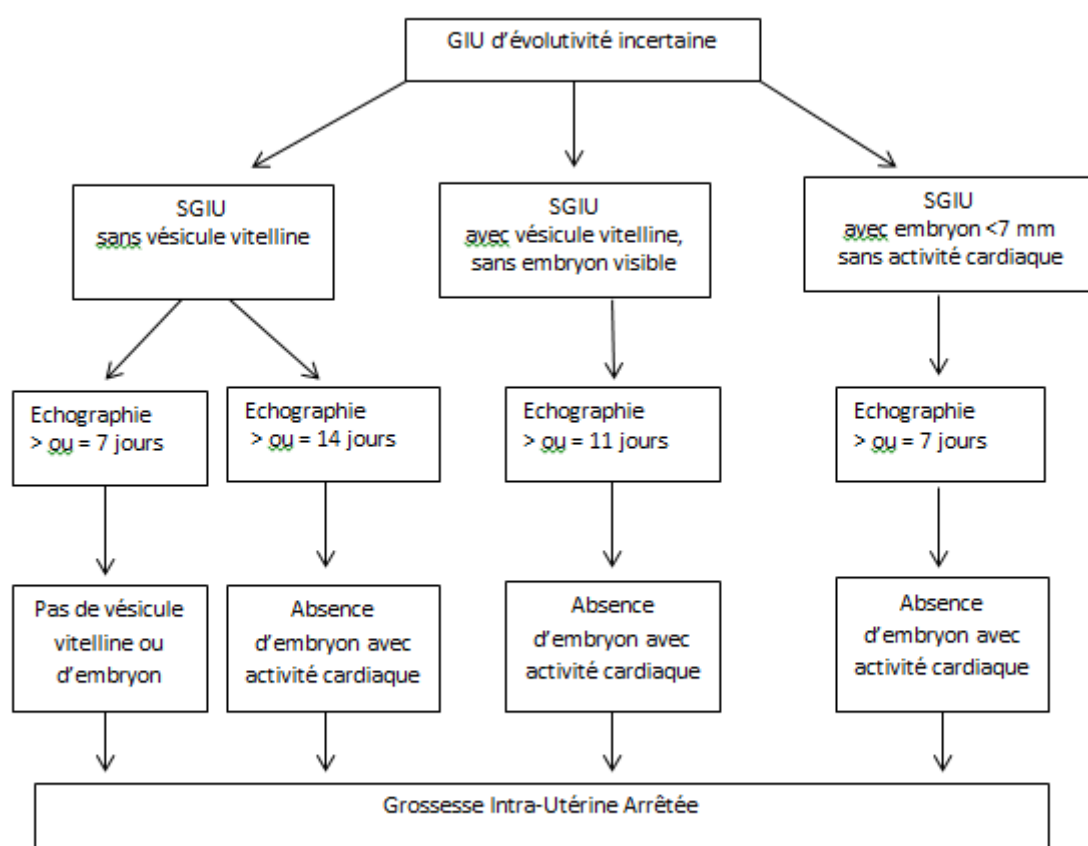 GIU d'évolutivité incertaine
SGIU
sans vésicule vitelline
SGIU
avec vésicule vitelline,
sans embryon visible
SGIU
avec embryon <7 mm
sans activité cardiaque
Echographie
> ou = 7 jours
Echographie
> ou = 14 jours
Echographie
> ou = 11 jours
Echographie
> ou = 7 jours
Pas de vésicule
vitelline ou
d'embryon
Absence
d'embryon avec
activité cardiaque
Absence
d'embryon avec
activité cardiaque
Absence
d'embryon avec
activité cardiaque
Grossesse Intra-Utérine Arrêtée